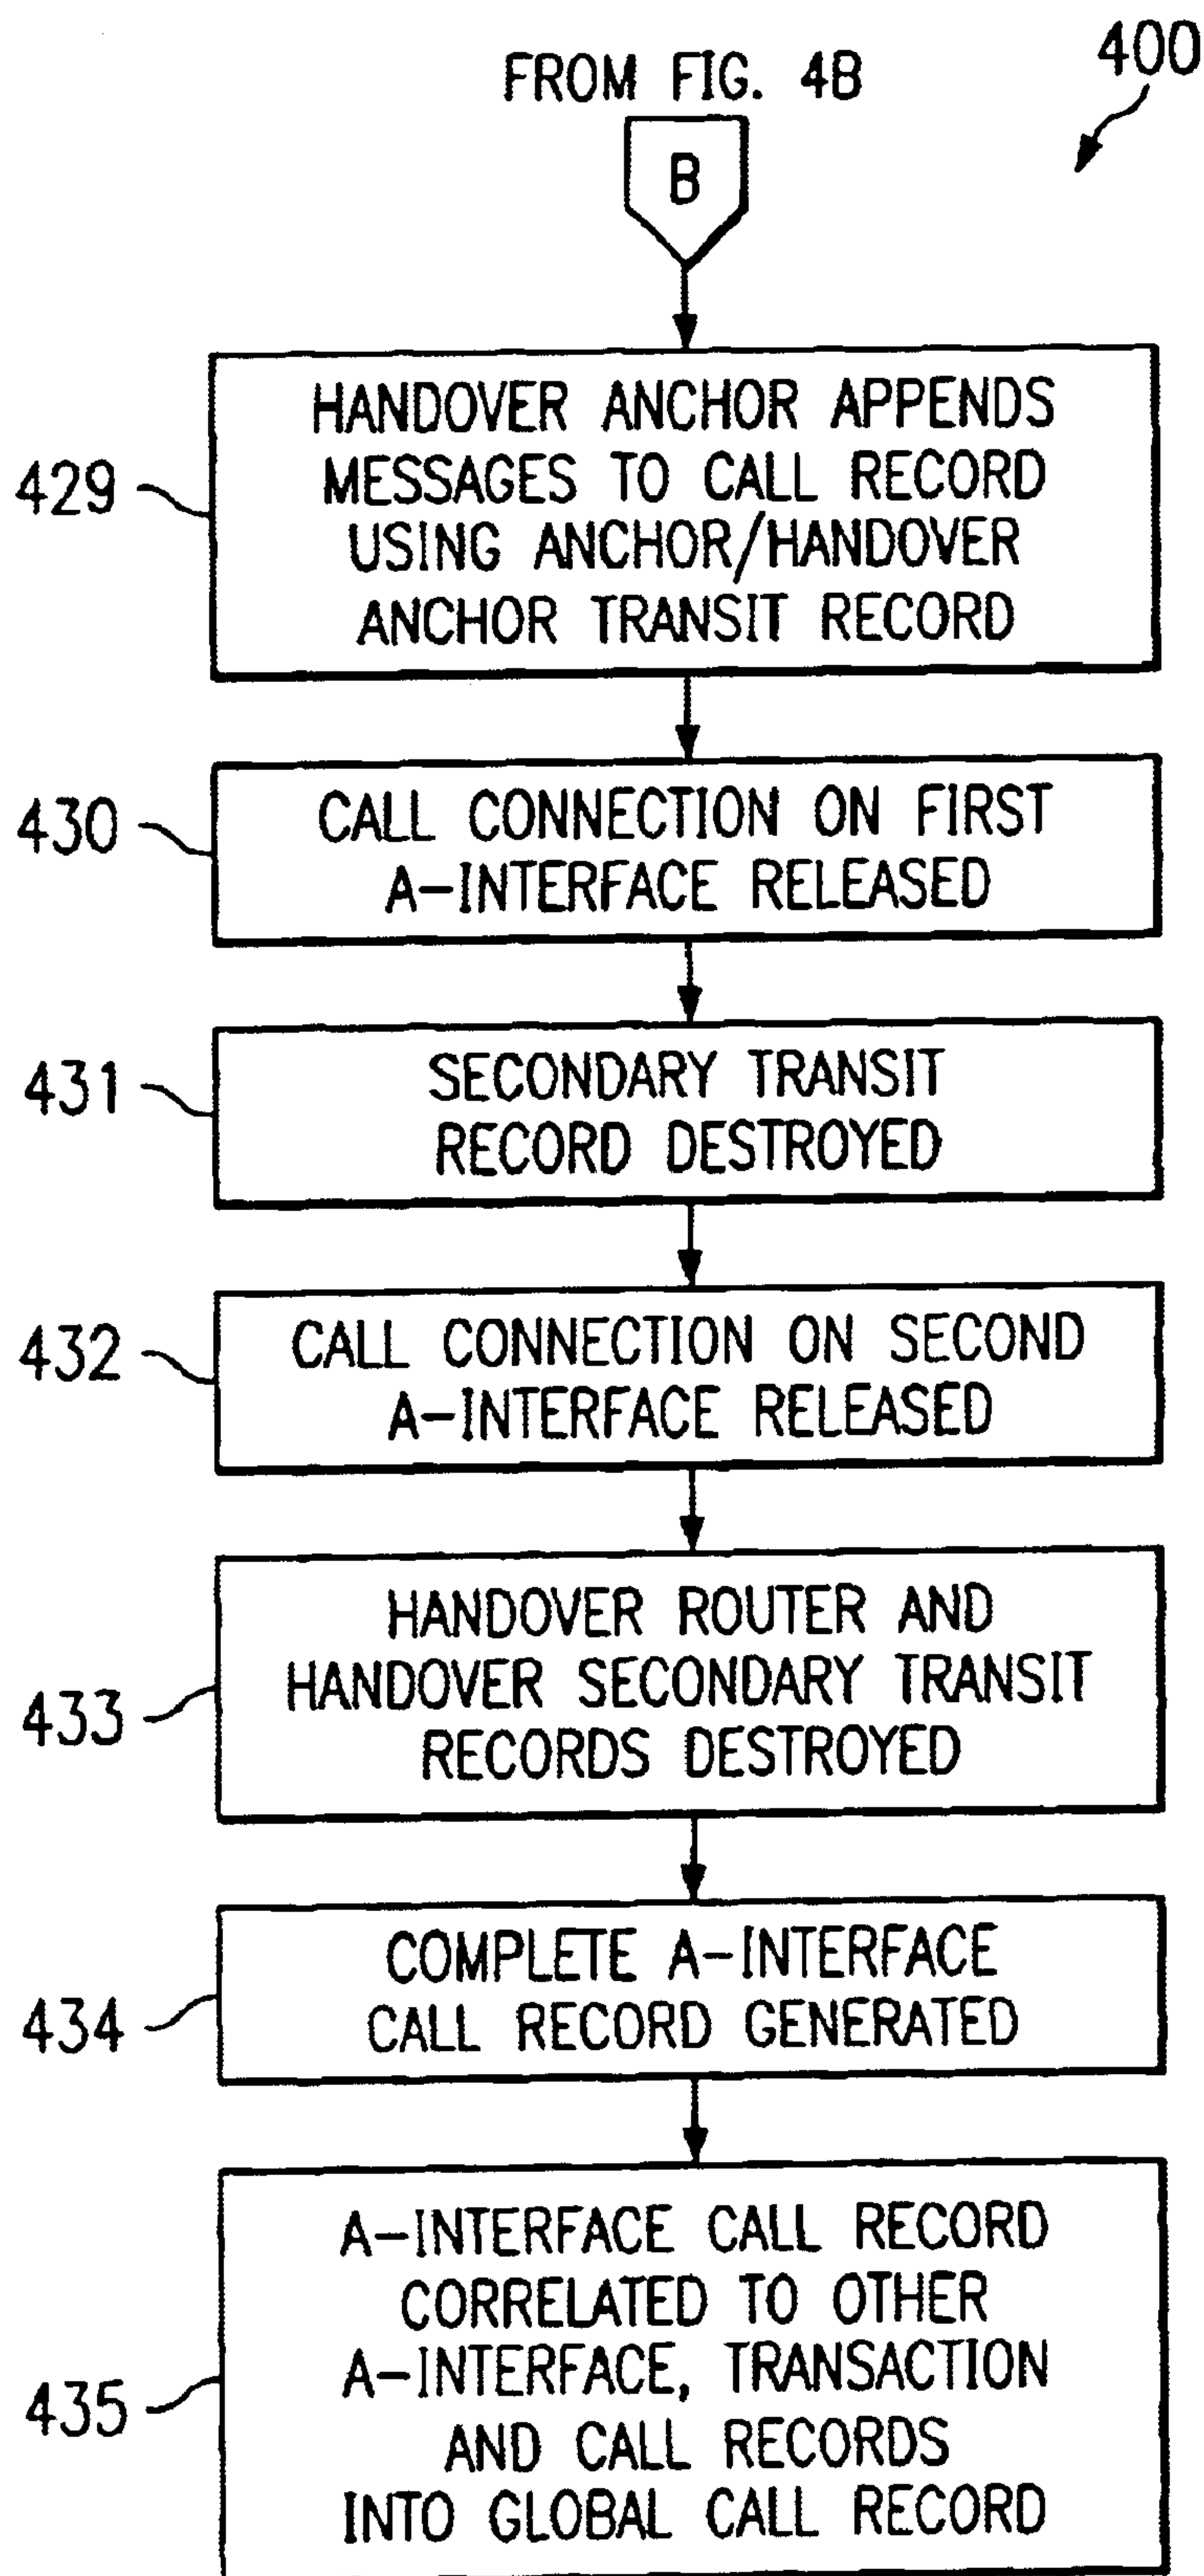 400
FROM FIG. 4B
B
429
HANDOVER ANCHOR APPENDS
MESSAGES TO CALL RECORD
USING ANCHOR/HANDOVER
ANCHOR TRANSIT RECORD
430
CALL CONNECTION ON FIRST
A-INTERFACE RELEASED
431
SECONDARY TRANSIT
RECORD DESTROYED
432
CALL CONNECTION ON SECOND
A-INTERFACE RELEASED
433
HANDOVER ROUTER AND
HANDOVER SECONDARY TRANSIT
RECORDS DESTROYED
434
COMPLETE A-INTERFACE
CALL RECORD GENERATED
435
A-INTERFACE CALL RECORD
CORRELATED TO OTHER
A-INTERFACE, TRANSACTION
AND CALL RECORDS
INTO GLOBAL CALL RECORD